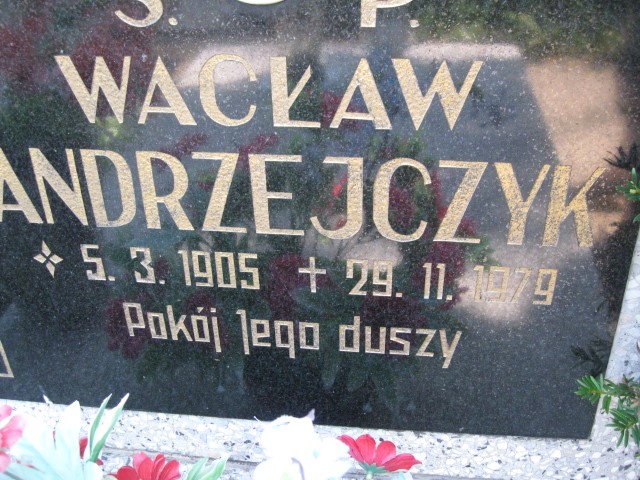 Ś. P.
WACŁAW
ANDRZEJCZYK
5. 3. 1905 + 29. 11. 1979
Pokój Jego duszy